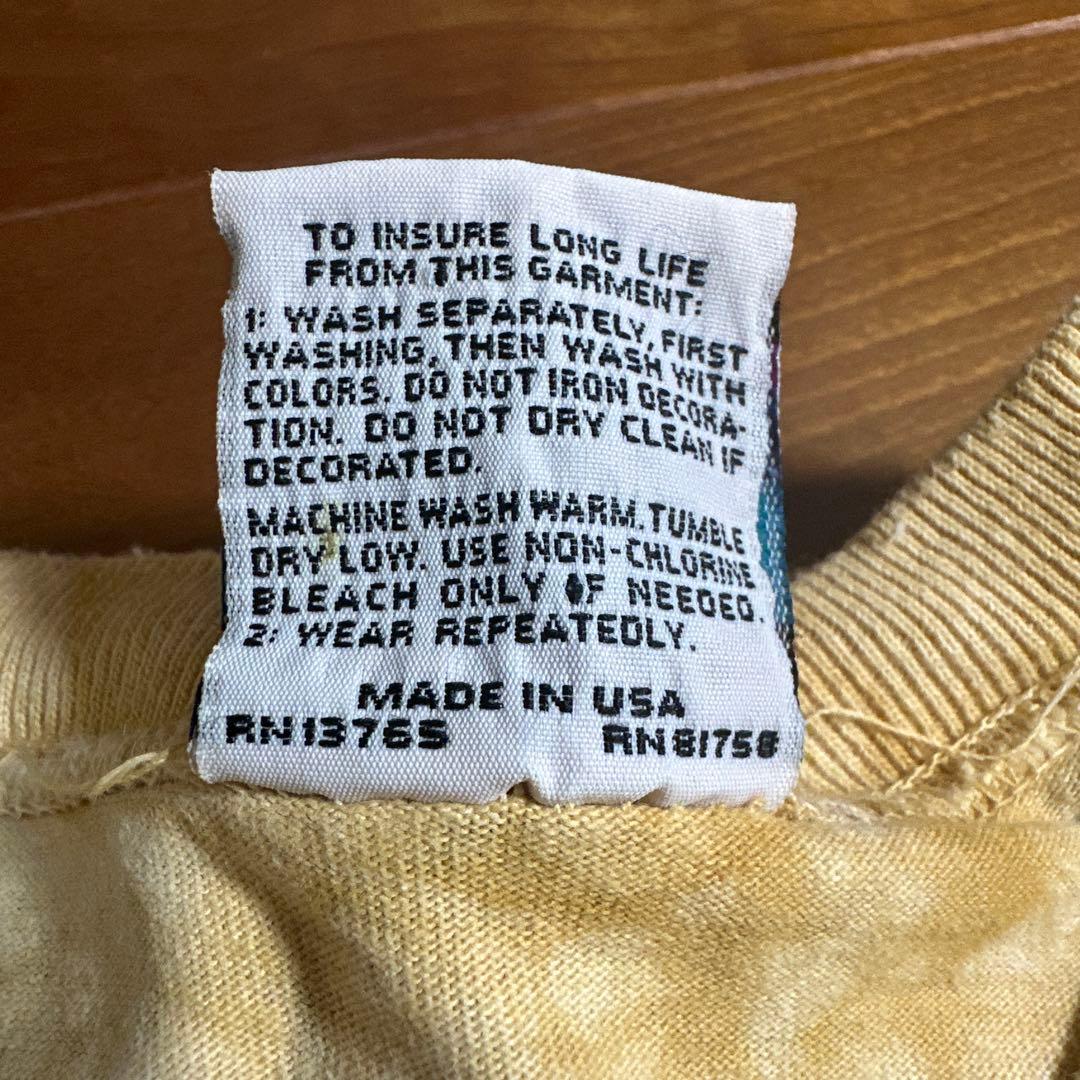 TO INSURE LONG LIFE
FROM THIS GARMENT:
1: WASH SEPARATELY, FIRST
WASHING, THEN WASH WITH
COLORS. DO NOT IRON DECORA-
TION. DO NOT DRY CLEAN IF
DECORATED.
MACHINE WASH WARM. TUMBLE
DRY LOW. USE NON-CHLORINE
BLEACH ONLY OF NEEDED.
2: WEAR REPEATEDLY.
MADE IN USA
RN13765 RN81758